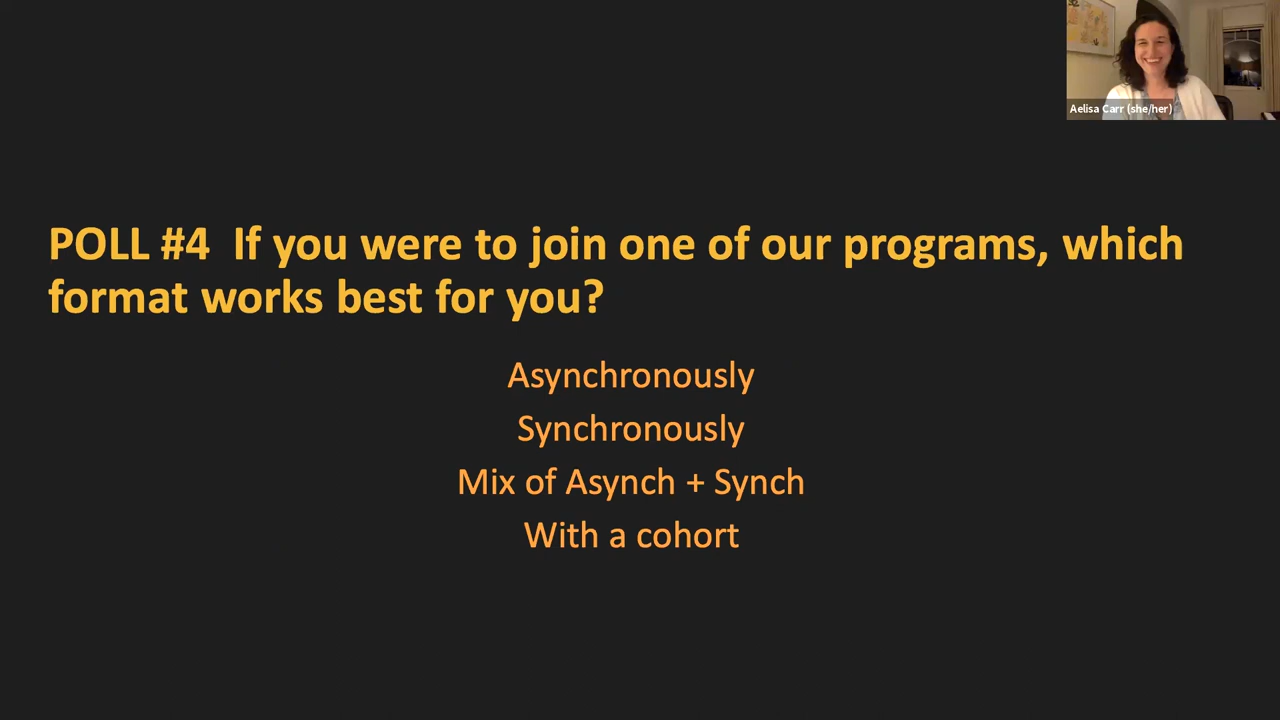 Aelisa Carr (she/her)
POLL #4  If you were to join one of our programs, which
format works best for you?
Asynchronously
Synchronously
Mix of Asynch + Synch
With a cohort